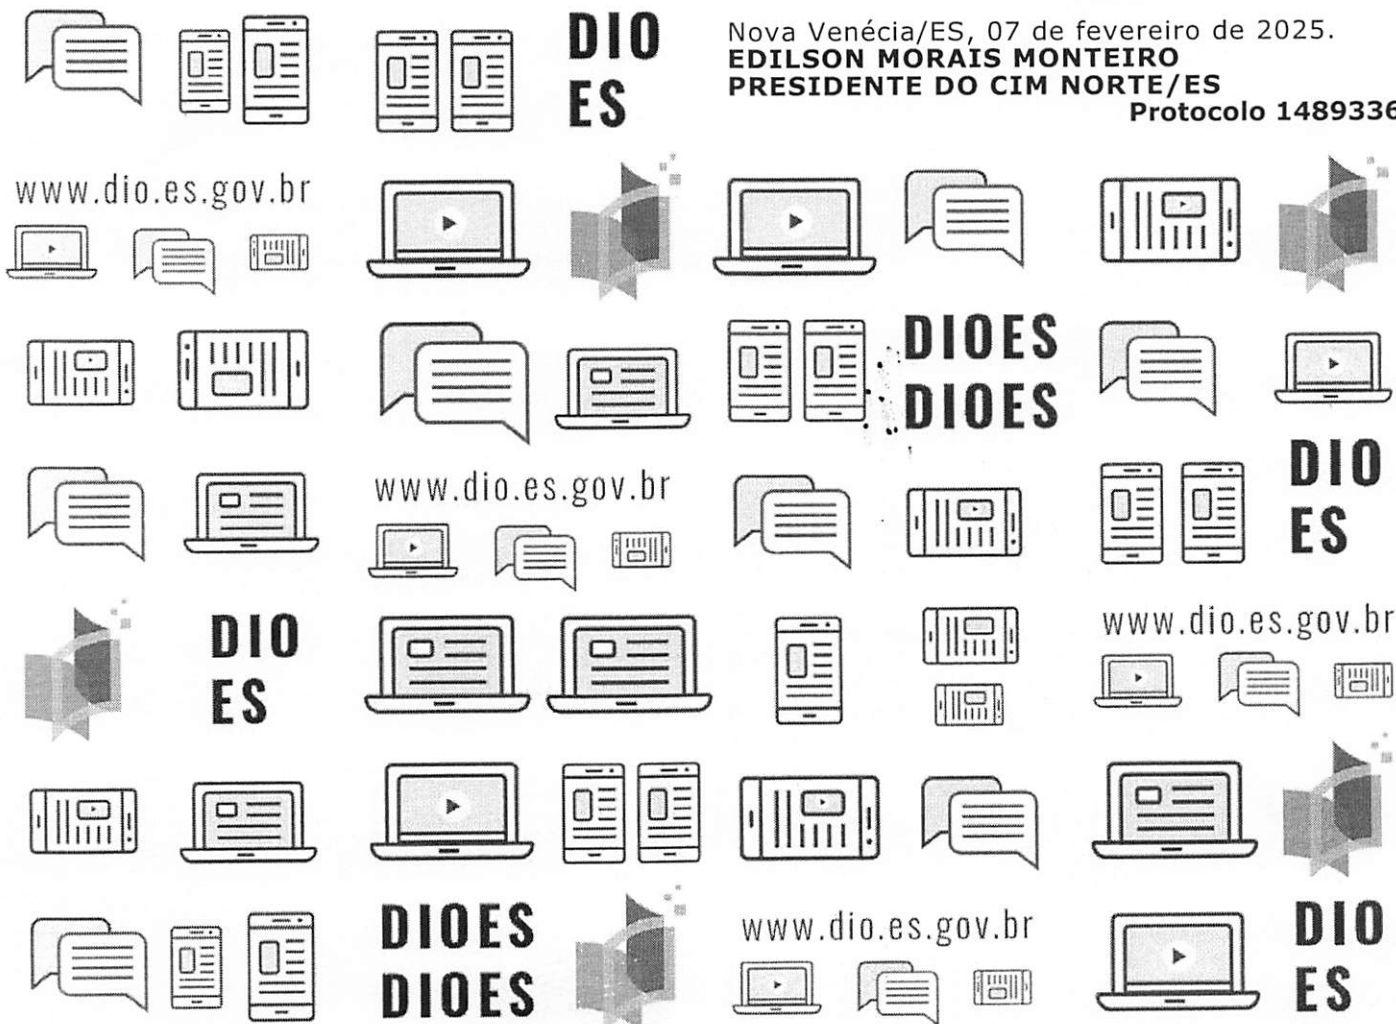 DIO
ES
Nova Venécia/ES, 07 de fevereiro de 2025.
EDILSON MORAIS MONTEIRO
PRESIDENTE DO CIM NORTE/ES
Protocolo 1489336
www.dio.es.gov.br
DIOES
DIOES
DIO
ES
www.dio.es.gov.br
DIO
ES
www.dio.es.gov.br
DIOES
DIOES
www.dio.es.gov.br
DIO
ES